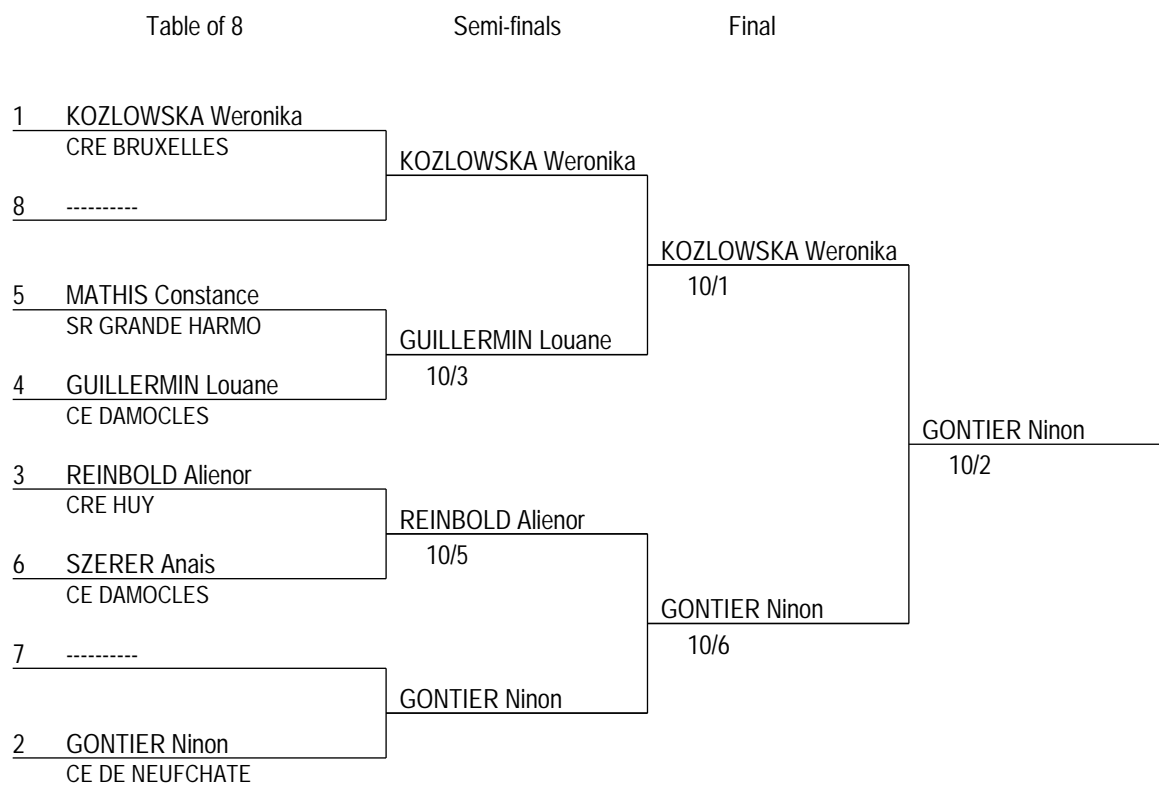 Table of 8 Semi-finals Final
1 KOZLOWSKA Weronika
CRE BRUXELLES
KOZLOWSKA Weronika
8 ----------
KOZLOWSKA Weronika
10/1
5 MATHIS Constance
SR GRANDE HARMO
GUILLERMIN Louane
10/3
4 GUILLERMIN Louane
CE DAMOCLES
GONTIER Ninon
10/2
3 REINBOLD Alienor
CRE HUY
REINBOLD Alienor
10/5
6 SZERER Anais
CE DAMOCLES
GONTIER Ninon
10/6
7 ----------
GONTIER Ninon
2 GONTIER Ninon
CE DE NEUFCHATE